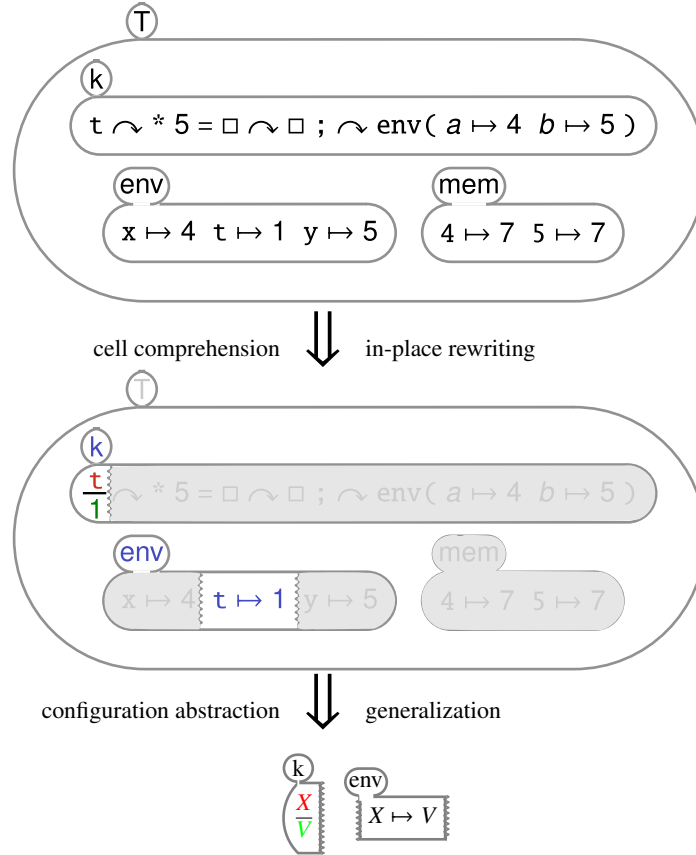 T
k
t ↷ * 5 = □ ↷ □ ; ↷ env( a ↦ 4 b ↦ 5 )
env mem
x ↦ 4 t ↦ 1 y ↦ 5 4 ↦ 7 5 ↦ 7
cell comprehension in-place rewriting
T
k
t
↷ * 5 = □ ↷ □ ; ↷ env( a ↦ 4 b ↦ 5 )
1
env mem
x ↦ 4 t ↦ 1 y ↦ 5 4 ↦ 7 5 ↦ 7
configuration abstraction generalization
k env
X
X ↦ V
V